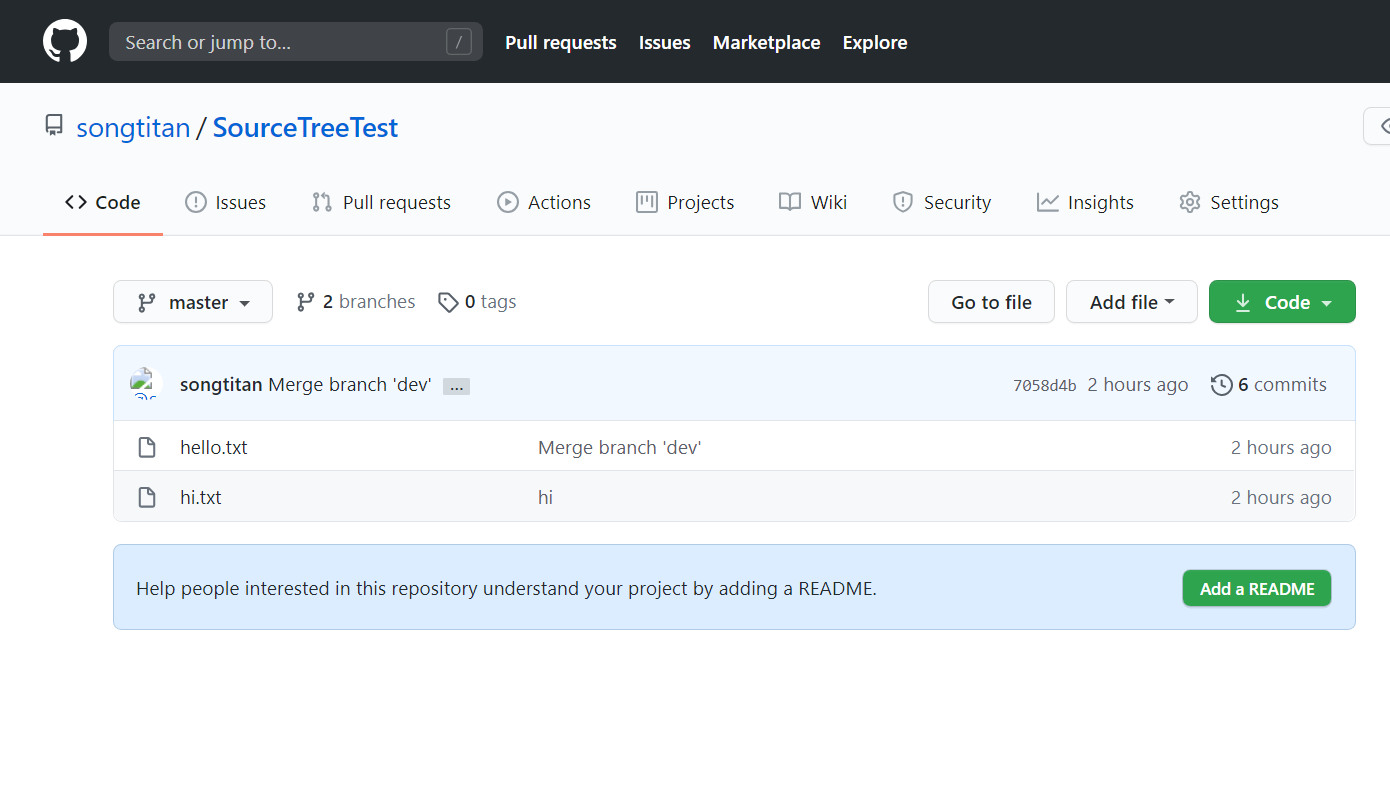 Search or jump to... / Pull requests Issues Marketplace Explore
songtitan / SourceTreeTest
Code Issues Pull requests Actions Projects Wiki Security Insights Settings
master 2 branches 0 tags Go to file Add file Code
songtitan Merge branch 'dev' ... 7058d4b 2 hours ago 6 commits
hello.txt Merge branch 'dev' 2 hours ago
hi.txt hi 2 hours ago
Help people interested in this repository understand your project by adding a README. Add a README